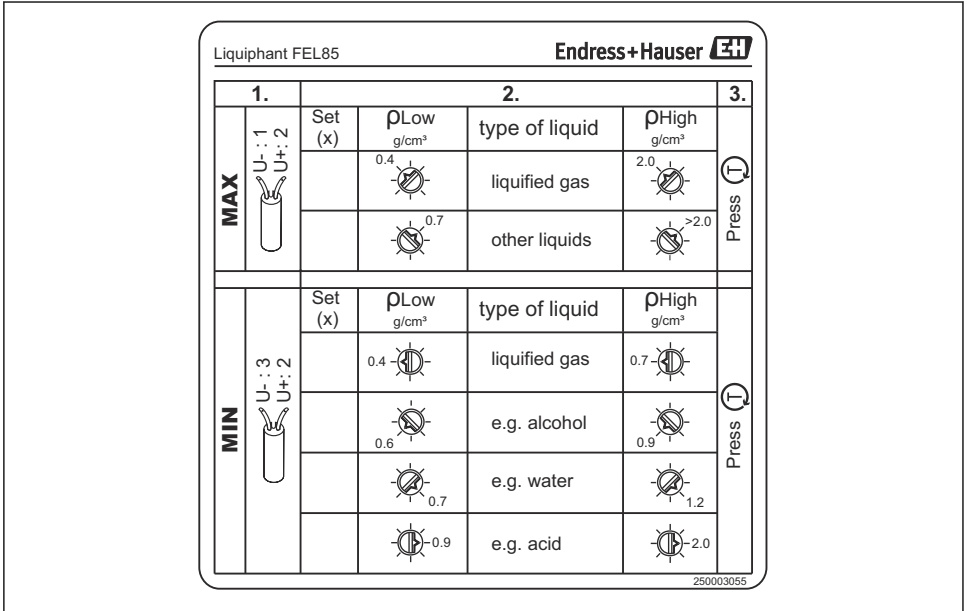 Liquiphant FEL85
Endress+Hauser EH
1. 2. 3.
MAX
U- : 1
U+: 2
Set (x) ρLow g/cm³ type of liquid ρHigh g/cm³
0.4 liquified gas 2.0
0.7 other liquids >2.0
Press T
MIN
U- : 3
U+: 2
Set (x) ρLow g/cm³ type of liquid ρHigh g/cm³
0.4 liquified gas 0.7
0.6 e.g. alcohol 0.9
0.7 e.g. water 1.2
0.9 e.g. acid 2.0
Press T
250003055